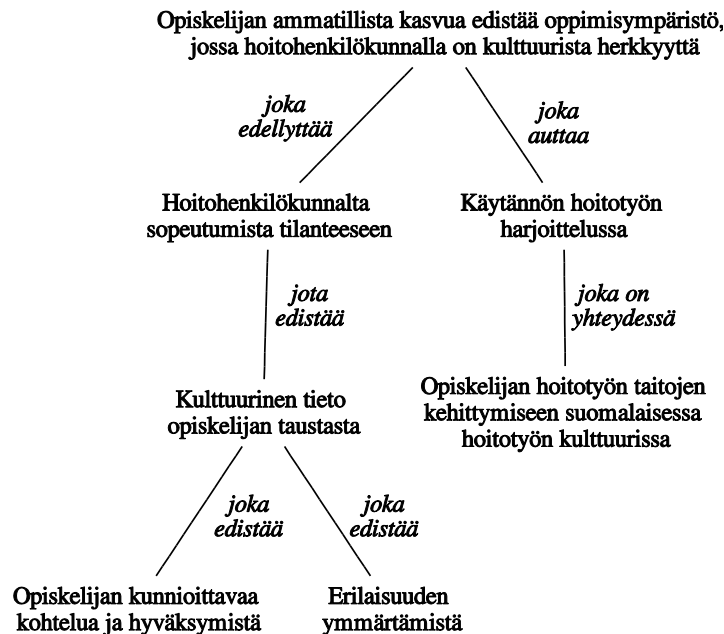 Opiskelijan ammatillista kasvua edistää oppimisympäristö,
jossa hoitohenkilökunnalla on kulttuurista herkkyyttä
joka
edellyttää
joka
auttaa
Hoitohenkilökunnalta
sopeutumista tilanteeseen
Käytännön hoitotyön
harjoittelussa
jota
edistää
joka on
yhteydessä
Kulttuurinen tieto
opiskelijan taustasta
Opiskelijan hoitotyön taitojen
kehittymiseen suomalaisessa
hoitotyön kulttuurissa
joka
edistää
joka
edistää
Opiskelijan kunnioittavaa
kohtelua ja hyväksymistä
Erilaisuuden
ymmärtämistä